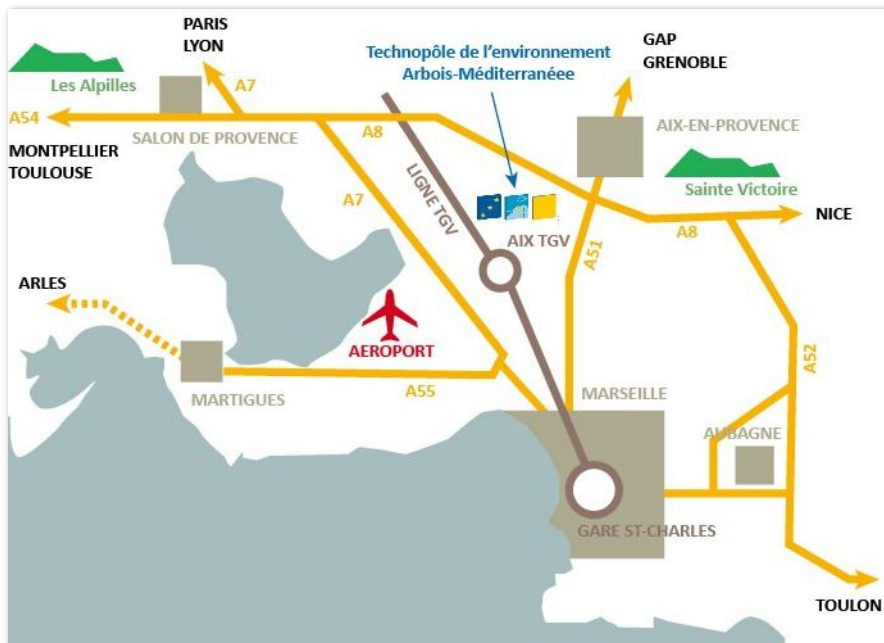 PARIS
LYON
Technopôle de l'environnement
Arbois-Méditerranéee
GAP
GRENOBLE
Les Alpilles
A7
A54
SALON DE PROVENCE
A8
AIX-EN-PROVENCE
MONTPELLIER
TOULOUSE
LIGNE TGV
Sainte Victoire
A7
NICE
AIX TGV
A51
A8
ARLES
AEROPORT
A52
MARTIGUES
A55
MARSEILLE
AUBAGNE
GARE ST-CHARLES
TOULON